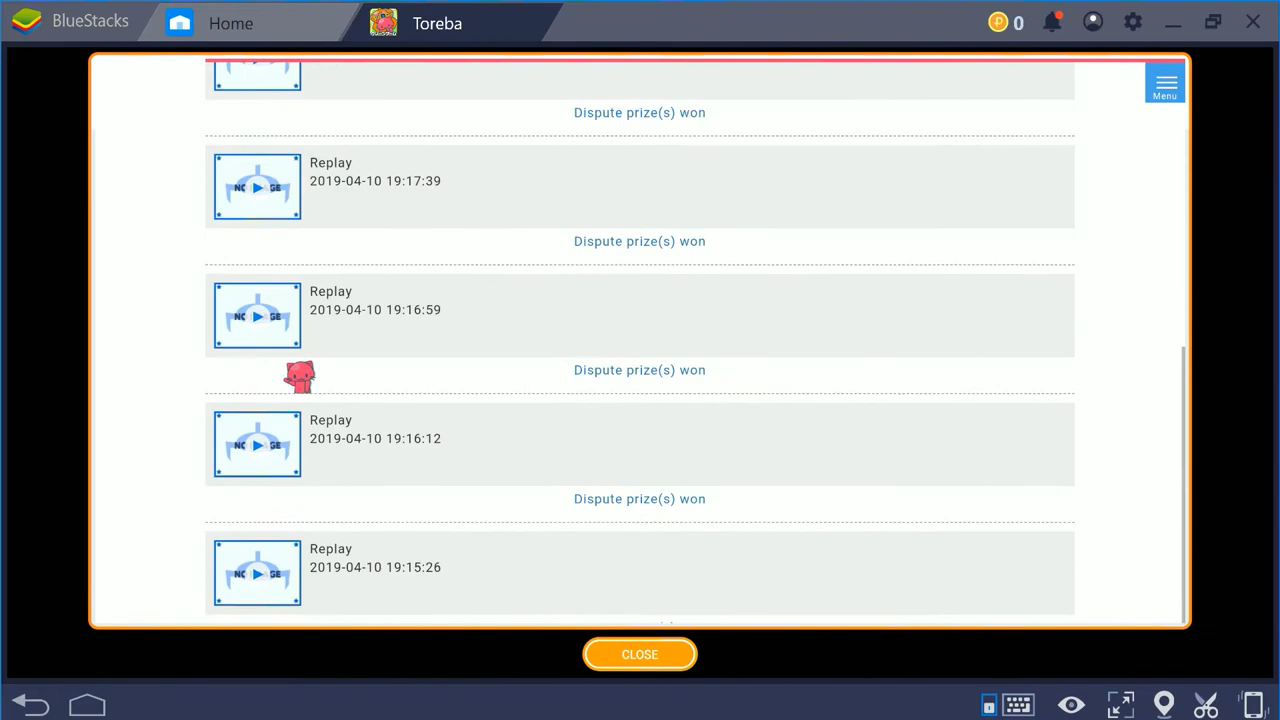 BlueStacks
Home
Toreba
0
Menu
Dispute prize(s) won
Replay
2019-04-10 19:17:39
Dispute prize(s) won
Replay
2019-04-10 19:16:59
Dispute prize(s) won
Replay
2019-04-10 19:16:12
Dispute prize(s) won
Replay
2019-04-10 19:15:26
CLOSE